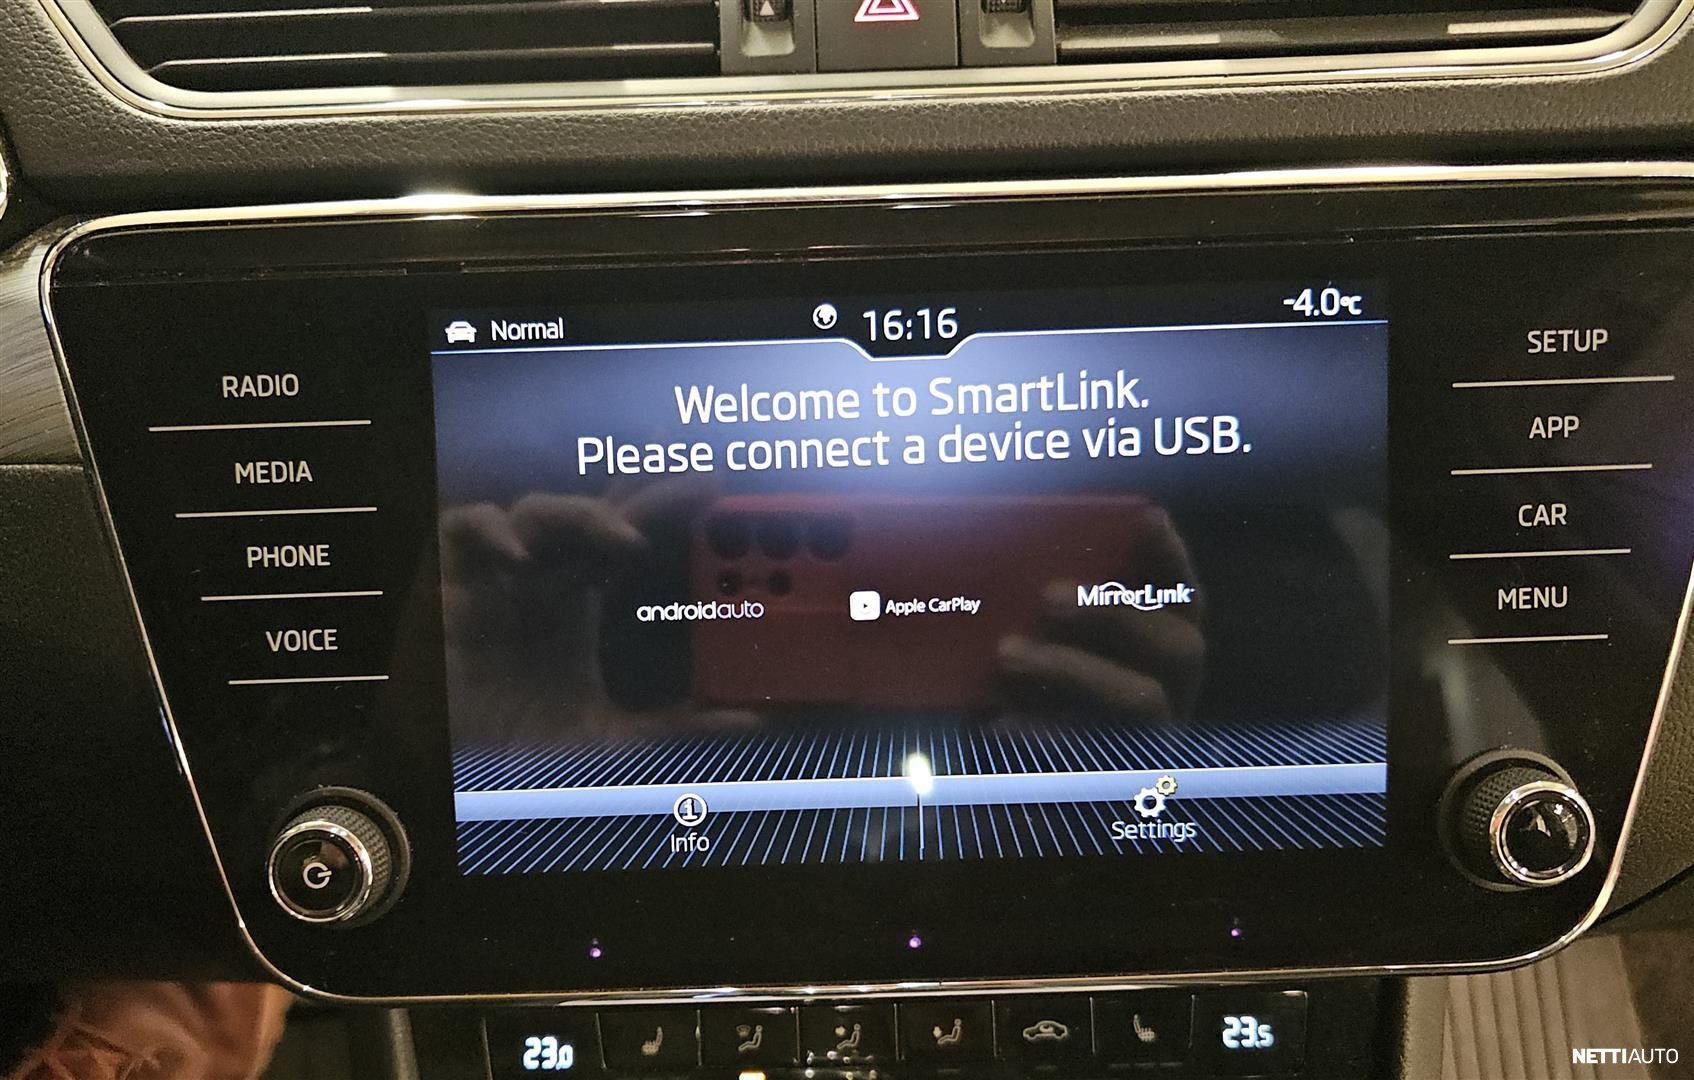 Normal
16:16
-4.0°C
Welcome to SmartLink.
Please connect a device via USB.
androidauto
Apple CarPlay
MirrorLink
Info
Settings
RADIO
MEDIA
PHONE
VOICE
SETUP
APP
CAR
MENU
23,0
23,5
NETTIAUTO